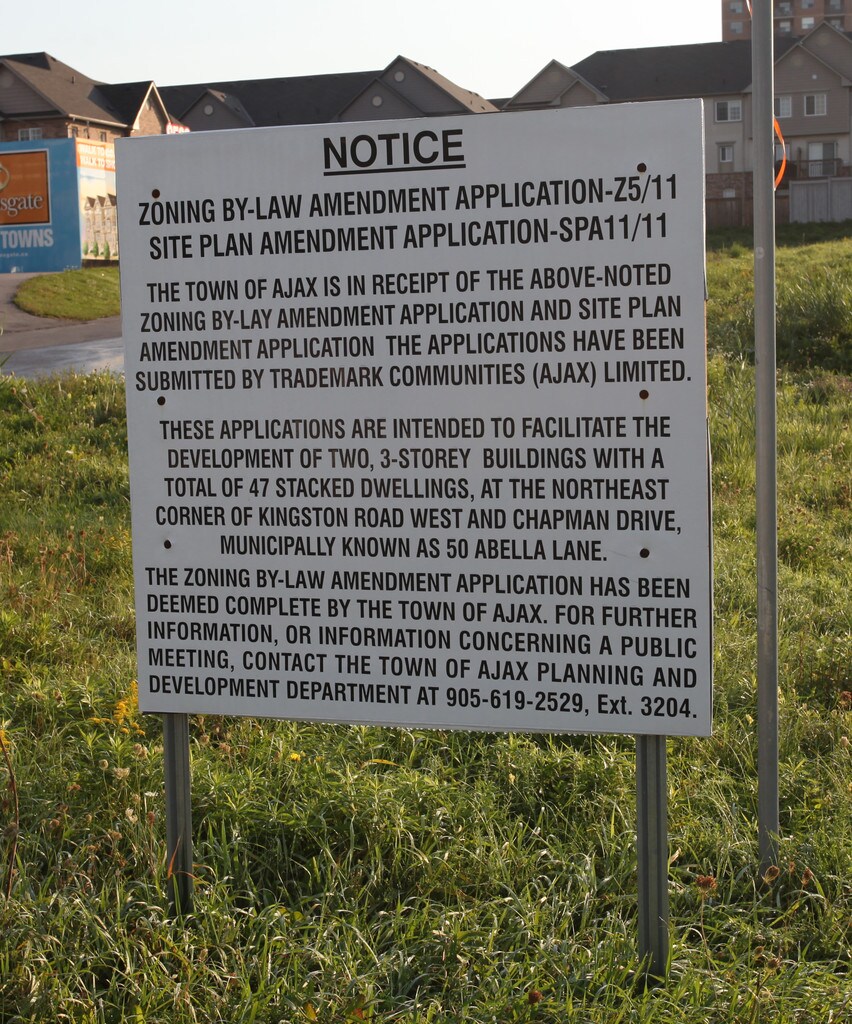 NOTICE
ZONING BY-LAW AMENDMENT APPLICATION-Z5/11
SITE PLAN AMENDMENT APPLICATION-SPA11/11
THE TOWN OF AJAX IS IN RECEIPT OF THE ABOVE-NOTED
ZONING BY-LAY AMENDMENT APPLICATION AND SITE PLAN
AMENDMENT APPLICATION THE APPLICATIONS HAVE BEEN
SUBMITTED BY TRADEMARK COMMUNITIES (AJAX) LIMITED.
THESE APPLICATIONS ARE INTENDED TO FACILITATE THE
DEVELOPMENT OF TWO, 3-STOREY BUILDINGS WITH A
TOTAL OF 47 STACKED DWELLINGS, AT THE NORTHEAST
CORNER OF KINGSTON ROAD WEST AND CHAPMAN DRIVE,
MUNICIPALLY KNOWN AS 50 ABELLA LANE.
THE ZONING BY-LAW AMENDMENT APPLICATION HAS BEEN
DEEMED COMPLETE BY THE TOWN OF AJAX. FOR FURTHER
INFORMATION, OR INFORMATION CONCERNING A PUBLIC
MEETING, CONTACT THE TOWN OF AJAX PLANNING AND
DEVELOPMENT DEPARTMENT AT 905-619-2529, Ext. 3204.
sgate
TOWNS